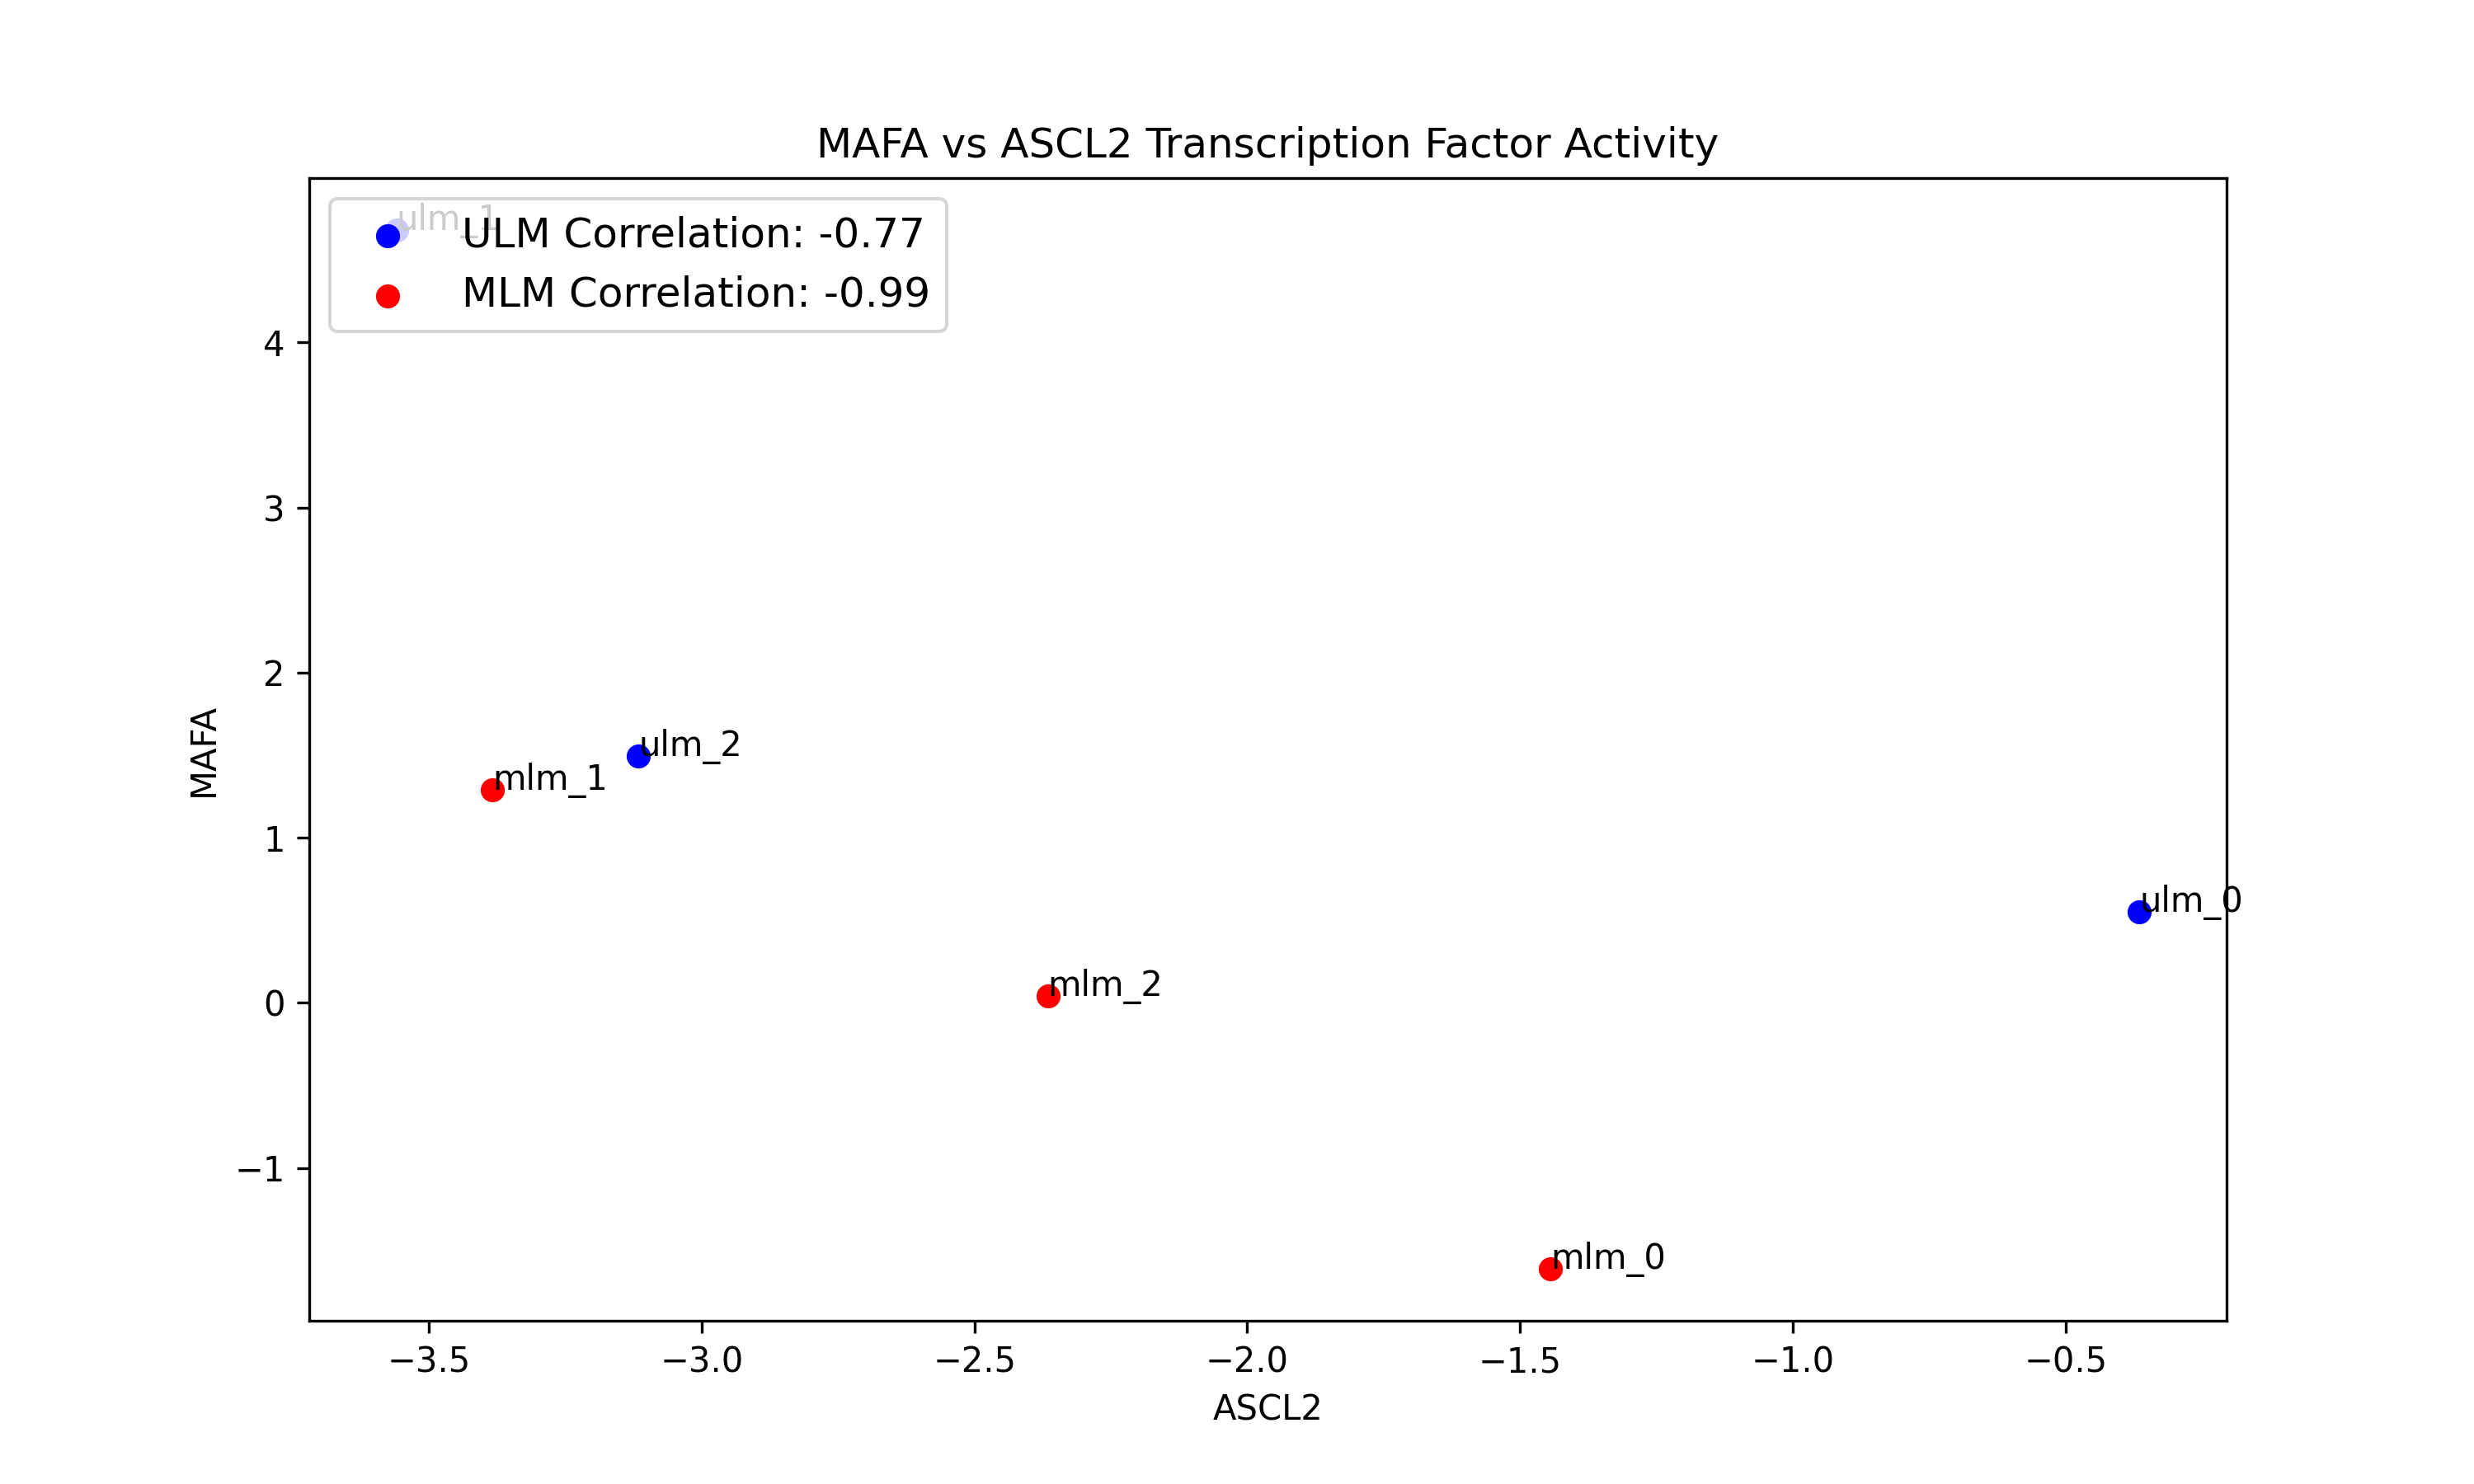 MAFA vs ASCL2 Transcription Factor Activity
ulm_1
ULM Correlation: -0.77
MLM Correlation: -0.99
4
3
2
1
0
−1
MAFA
ulm_2
mlm_1
ulm_0
mlm_2
mlm_0
−3.5 −3.0 −2.5 −2.0 −1.5 −1.0 −0.5
ASCL2